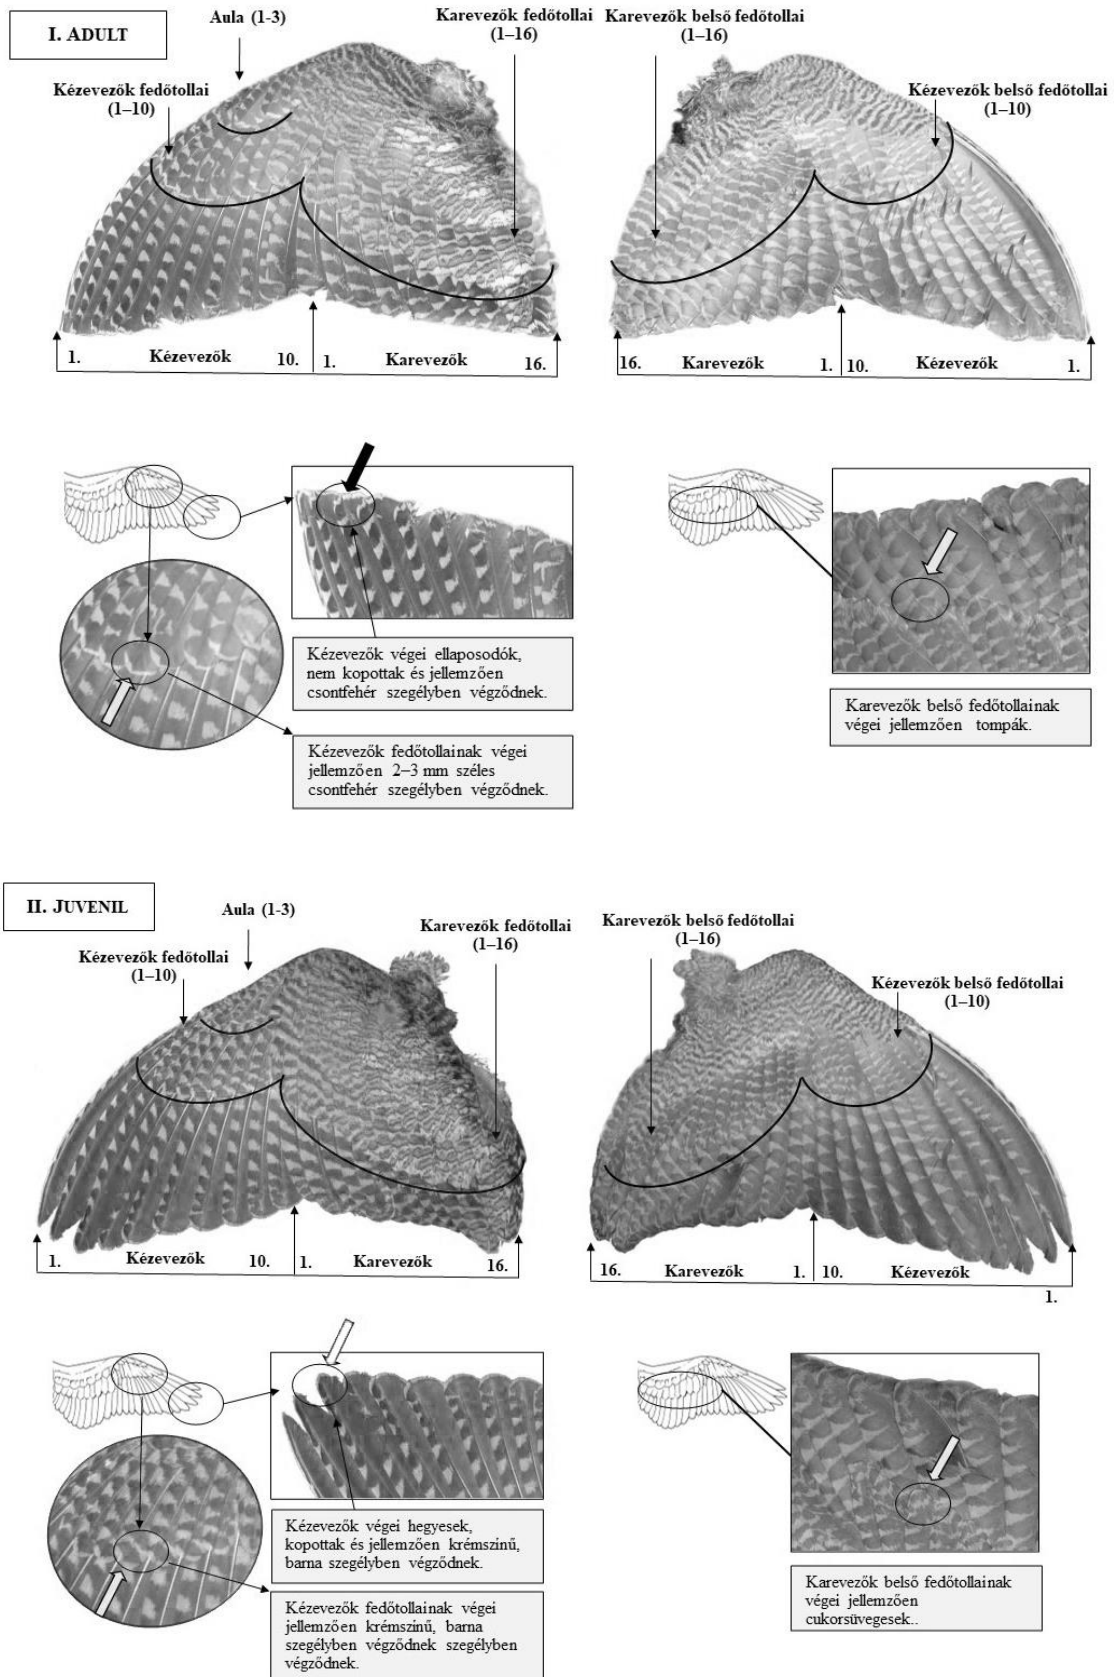 I. ADULT
Aula (1-3)
Karevezők fedőtollai
(1–16)
Karevezők belső fedőtollai
(1–16)
Kézevezők fedőtollai
(1–10)
Kézevezők belső fedőtollai
(1–10)
1. Kézevezők 10. 1. Karevezők 16.
16. Karevezők 1. 10. Kézevezők 1.
Kézevezők végei ellaposodók,
nem kopottak és jellemzően
csontfehér szegélyben végződnek.
Kézevezők fedőtollainak végei
jellemzően 2–3 mm széles
csontfehér szegélyben végződnek.
Karevezők belső fedőtollainak
végei jellemzően tompák.
II. JUVENIL
Aula (1-3)
Karevezők fedőtollai
(1–16)
Karevezők belső fedőtollai
(1–16)
Kézevezők fedőtollai
(1–10)
Kézevezők belső fedőtollai
(1–10)
1. Kézevezők 10. 1. Karevezők 16.
16. Karevezők 1. 10. Kézevezők
1.
Kézevezők végei hegyesek,
kopottak és jellemzően krémszínű,
barna szegélyben végződnek.
Kézevezők fedőtollainak végei
jellemzően krémszínű, barna
szegélyben végződnek szegélyben
végződnek.
Karevezők belső fedőtollainak
végei jellemzően
cukorsüvegesek..